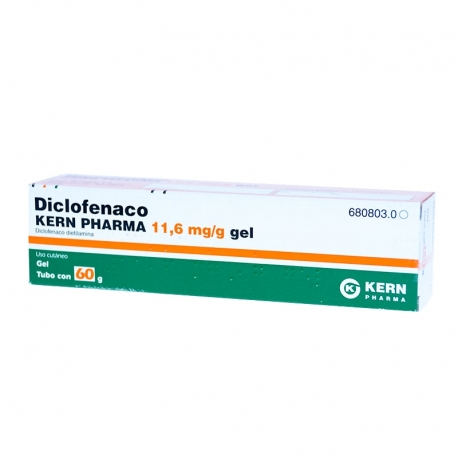 Diclofenaco
KERN PHARMA 11,6 mg/g gel
Diclofenaco dietilamina
680803.0
Uso cutáneo
Gel
Tubo con 60 g
KERN
PHARMA